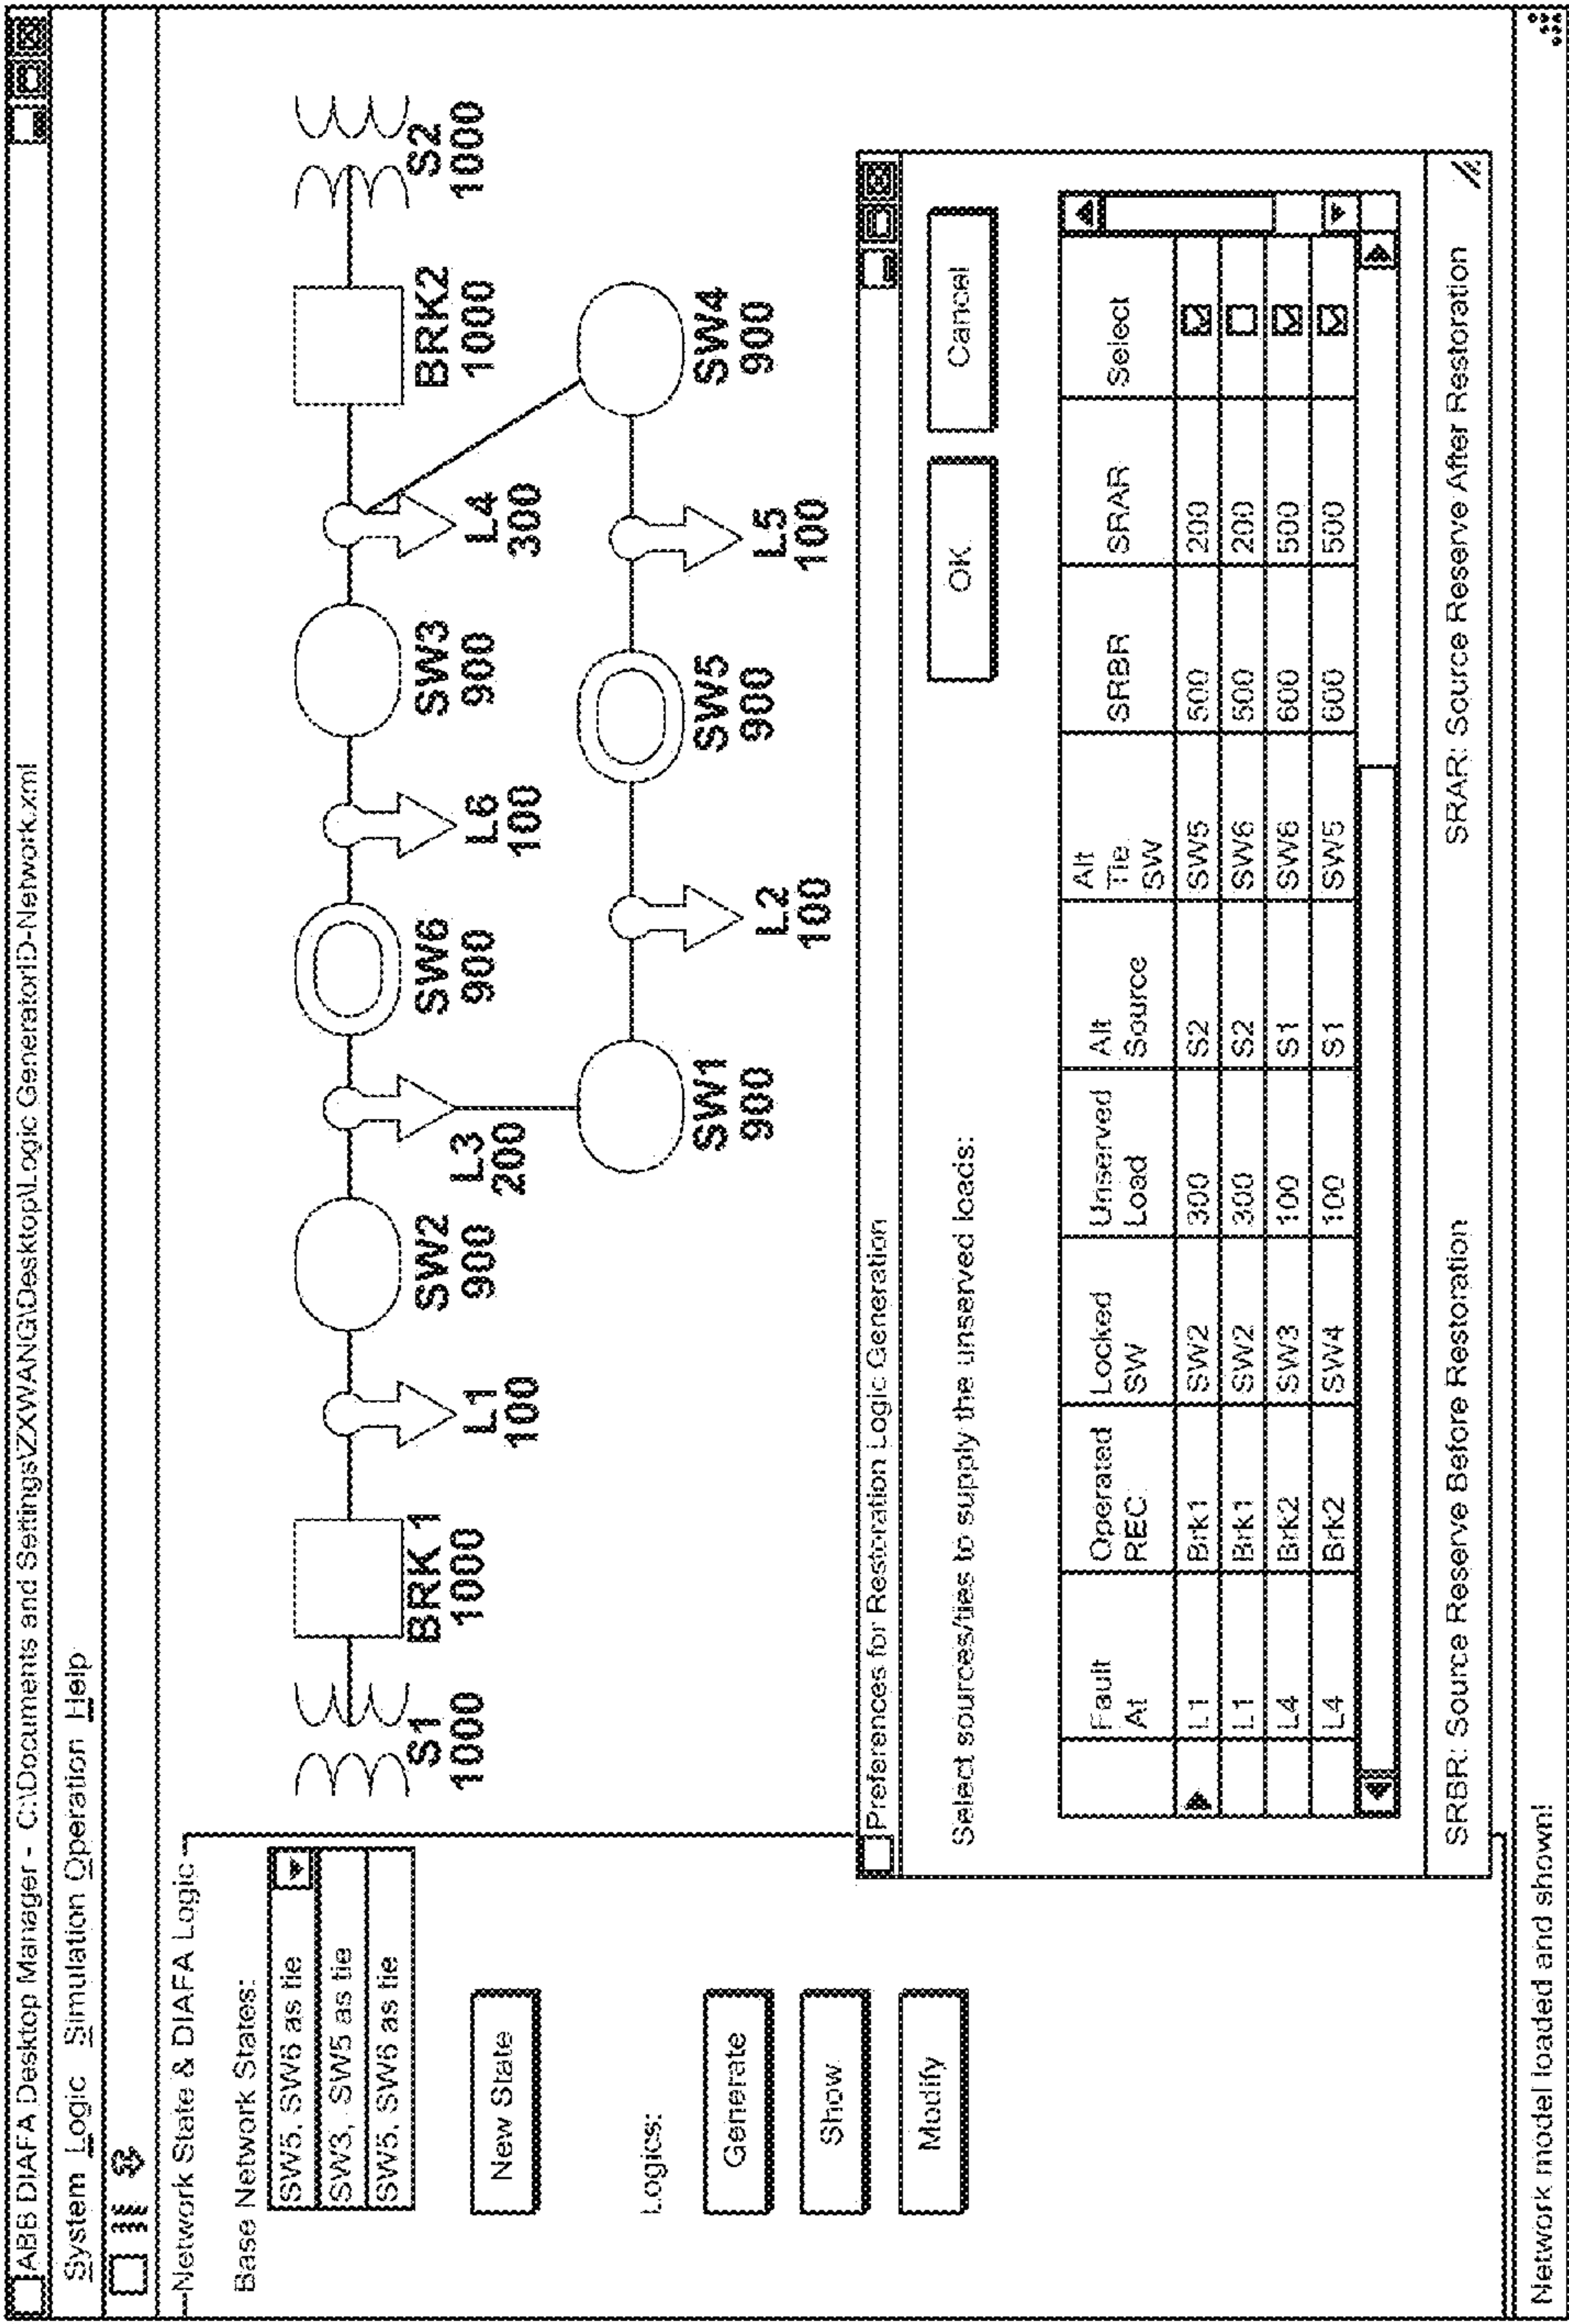 ABB DIAFA Desktop Manager - C:\Documents and Settings\ZXWANG\Desktop\Logic Generator\D-Network.xml
System Logic Simulation Operation Help
Network State & DIAFA Logic
Base Network States:
SW5, SW6 as tie
SW3, SW5 as tie
SW5, SW6 as tie
New State
Logics:
Generate
Show
Modify
S1
1000
BRK 1
1000
L1
100
SW2
900
L3
200
SW6
900
L6
100
SW3
900
L4
300
BRK2
1000
S2
1000
SW1
900
L2
100
SW5
900
L5
100
SW4
900
Preferences for Restoration Logic Generation
Select sources/ties to supply the unserved loads:
OK
Cancel
Fault At Operated REC Locked SW Unserved Load Alt Source Alt Tie SW SRBR SRAR Select
L1 Brk1 SW2 300 S2 SW5 500 200
L1 Brk1 SW2 300 S2 SW6 500 200
L4 Brk2 SW3 100 S1 SW6 600 500
L4 Brk2 SW4 100 S1 SW5 600 500
SRBR: Source Reserve Before Restoration SRAR: Source Reserve After Restoration
Network model loaded and shown!